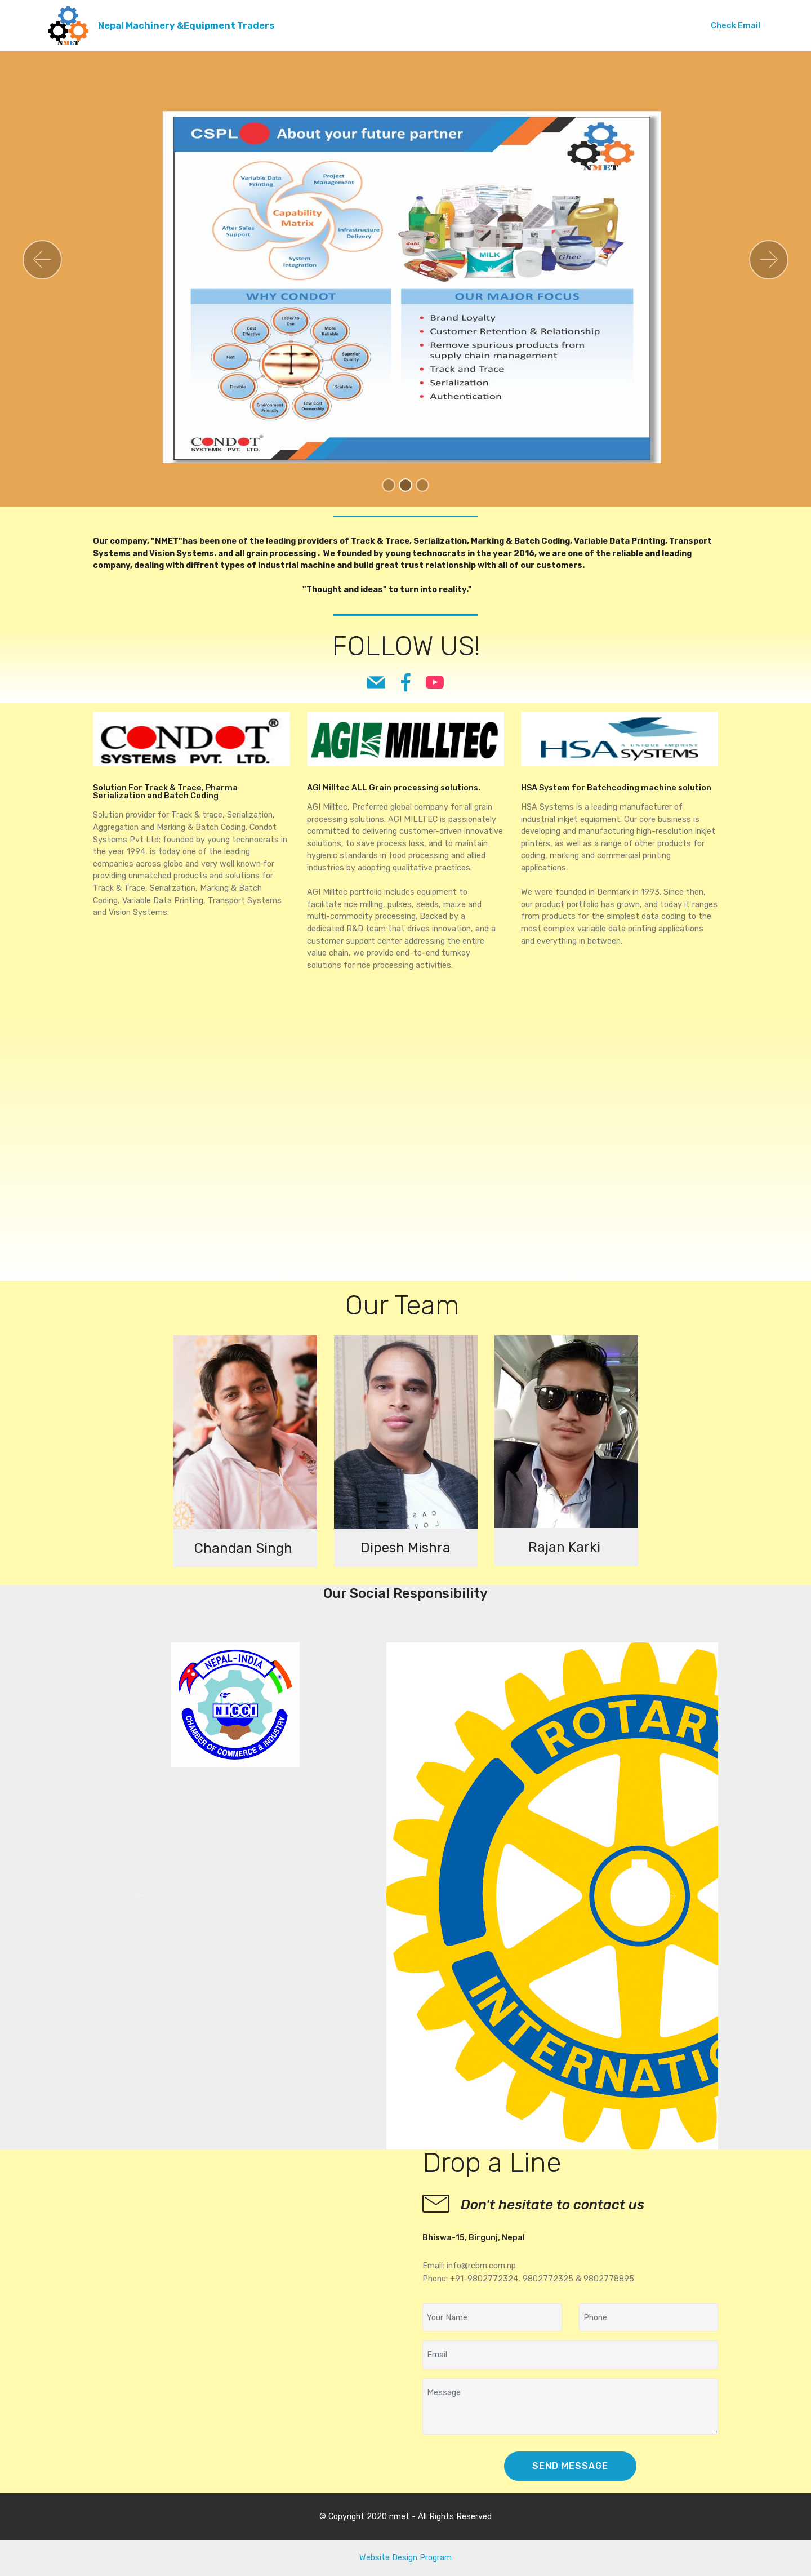 NMET
Nepal Machinery &Equipment Traders
Check Email
CSPL
About your future partner
NMET
Variable Data Printing
Project Management
After Sales Support
Capability Matrix
Infrastructure Delivery
System Integration
dahi
MILK
Ghee
WHY CONDOT
Easier to Use
Cost Effective
More Reliable
Fast
Superior Quality
Flexible
Scalable
Environment Friendly
Low Cost Ownership
OUR MAJOR FOCUS
Brand Loyalty
Customer Retention & Relationship
Remove spurious products from
supply chain management
Track and Trace
Serialization
Authentication
CONDOT
SYSTEMS PVT. LTD.
Our company, "NMET"has been one of the leading providers of Track & Trace, Serialization, Marking & Batch Coding, Variable Data Printing, Transport
Systems and Vision Systems. and all grain processing . We founded by young technocrats in the year 2016, we are one of the reliable and leading
company, dealing with diffrent types of industrial machine and build great trust relationship with all of our customers.
"Thought and ideas" to turn into reality."
FOLLOW US!
CONDOT ®
SYSTEMS PVT. LTD.
Solution For Track & Trace, Pharma
Serialization and Batch Coding
Solution provider for Track & trace, Serialization,
Aggregation and Marking & Batch Coding. Condot
Systems Pvt Ltd; founded by young technocrats in
the year 1994, is today one of the leading
companies across globe and very well known for
providing unmatched products and solutions for
Track & Trace, Serialization, Marking & Batch
Coding, Variable Data Printing, Transport Systems
and Vision Systems.
AGI MILLTEC
AGI Milltec ALL Grain processing solutions.
AGI Milltec, Preferred global company for all grain
processing solutions. AGI MILLTEC is passionately
committed to delivering customer-driven innovative
solutions, to save process loss, and to maintain
hygienic standards in food processing and allied
industries by adopting qualitative practices.
AGI Milltec portfolio includes equipment to
facilitate rice milling, pulses, seeds, maize and
multi-commodity processing. Backed by a
dedicated R&D team that drives innovation, and a
customer support center addressing the entire
value chain, we provide end-to-end turnkey
solutions for rice processing activities.
A UNIQUE IMPRINT
HSA SYSTEMS
HSA System for Batchcoding machine solution
HSA Systems is a leading manufacturer of
industrial inkjet equipment. Our core business is
developing and manufacturing high-resolution inkjet
printers, as well as a range of other products for
coding, marking and commercial printing
applications.
We were founded in Denmark in 1993. Since then,
our product portfolio has grown, and today it ranges
from products for the simplest data coding to the
most complex variable data printing applications
and everything in between.
Our Team
Chandan Singh
Dipesh Mishra
Rajan Karki
Our Social Responsibility
NEPAL-INDIA
NICCI
CHAMBER OF COMMERCE & INDUSTRY
ROTAR
INTERNATIO
Drop a Line
Don't hesitate to contact us
Bhiswa-15, Birgunj, Nepal
Email: info@rcbm.com.np
Phone: +91-9802772324, 9802772325 & 9802778895
Your Name
Phone
Email
Message
SEND MESSAGE
© Copyright 2020 nmet - All Rights Reserved
Website Design Program